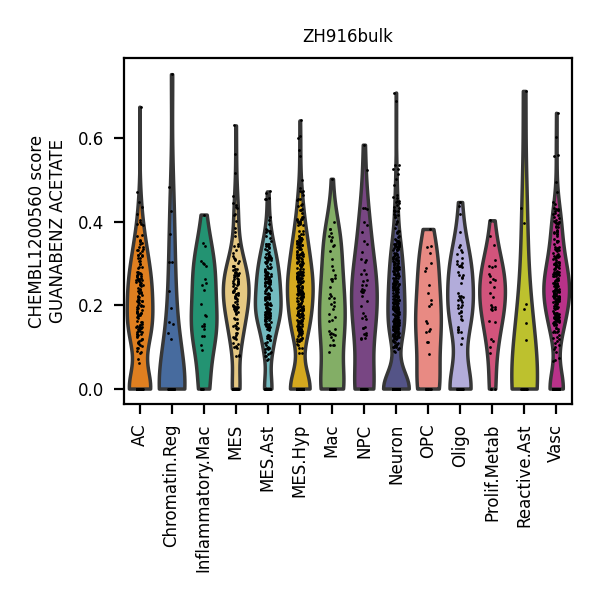 ZH916bulk
CHEMBL1200560 score
GUANABENZ ACETATE
0.6
0.4
0.2
0.0
AC
Chromatin.Reg
Inflammatory.Mac
MES
MES.Ast
MES.Hyp
Mac
NPC
Neuron
OPC
Oligo
Prolif.Metab
Reactive.Ast
Vasc